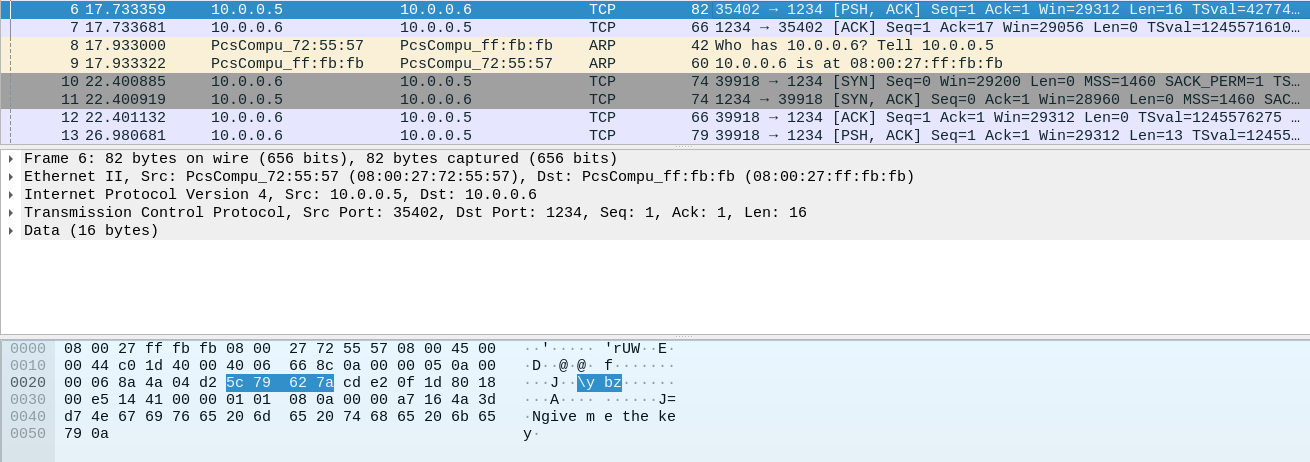 6 17.733359 10.0.0.5 10.0.0.6 TCP 82 35402 → 1234 [PSH, ACK] Seq=1 Ack=1 Win=29312 Len=16 TSval=42774…
7 17.733681 10.0.0.6 10.0.0.5 TCP 66 1234 → 35402 [ACK] Seq=1 Ack=17 Win=29056 Len=0 TSval=1245571610…
8 17.933000 PcsCompu_72:55:57 PcsCompu_ff:fb:fb ARP 42 Who has 10.0.0.6? Tell 10.0.0.5
9 17.933322 PcsCompu_ff:fb:fb PcsCompu_72:55:57 ARP 60 10.0.0.6 is at 08:00:27:ff:fb:fb
10 22.400885 10.0.0.6 10.0.0.5 TCP 74 39918 → 1234 [SYN] Seq=0 Win=29200 Len=0 MSS=1460 SACK_PERM=1 TS…
11 22.400919 10.0.0.5 10.0.0.6 TCP 74 1234 → 39918 [SYN, ACK] Seq=0 Ack=1 Win=28960 Len=0 MSS=1460 SAC…
12 22.401132 10.0.0.6 10.0.0.5 TCP 66 39918 → 1234 [ACK] Seq=1 Ack=1 Win=29312 Len=0 TSval=1245576275 …
13 26.980681 10.0.0.6 10.0.0.5 TCP 79 39918 → 1234 [PSH, ACK] Seq=1 Ack=1 Win=29312 Len=13 TSval=12455…
Frame 6: 82 bytes on wire (656 bits), 82 bytes captured (656 bits)
Ethernet II, Src: PcsCompu_72:55:57 (08:00:27:72:55:57), Dst: PcsCompu_ff:fb:fb (08:00:27:ff:fb:fb)
Internet Protocol Version 4, Src: 10.0.0.5, Dst: 10.0.0.6
Transmission Control Protocol, Src Port: 35402, Dst Port: 1234, Seq: 1, Ack: 1, Len: 16
Data (16 bytes)
0000 08 00 27 ff fb fb 08 00 27 72 55 57 08 00 45 00 ··'····· 'rUW··E·
0010 00 44 c0 1d 40 00 40 06 66 8c 0a 00 00 05 0a 00 ·D··@·@· f·······
0020 00 06 8a 4a 04 d2 5c 79 62 7a cd e2 0f 1d 80 18 ···J··\y bz······
0030 00 e5 14 41 00 00 01 01 08 0a 00 00 a7 16 4a 3d ···A···· ······J=
0040 d7 4e 67 69 76 65 20 6d 65 20 74 68 65 20 6b 65 ·Ngive m e the ke
0050 79 0a y·